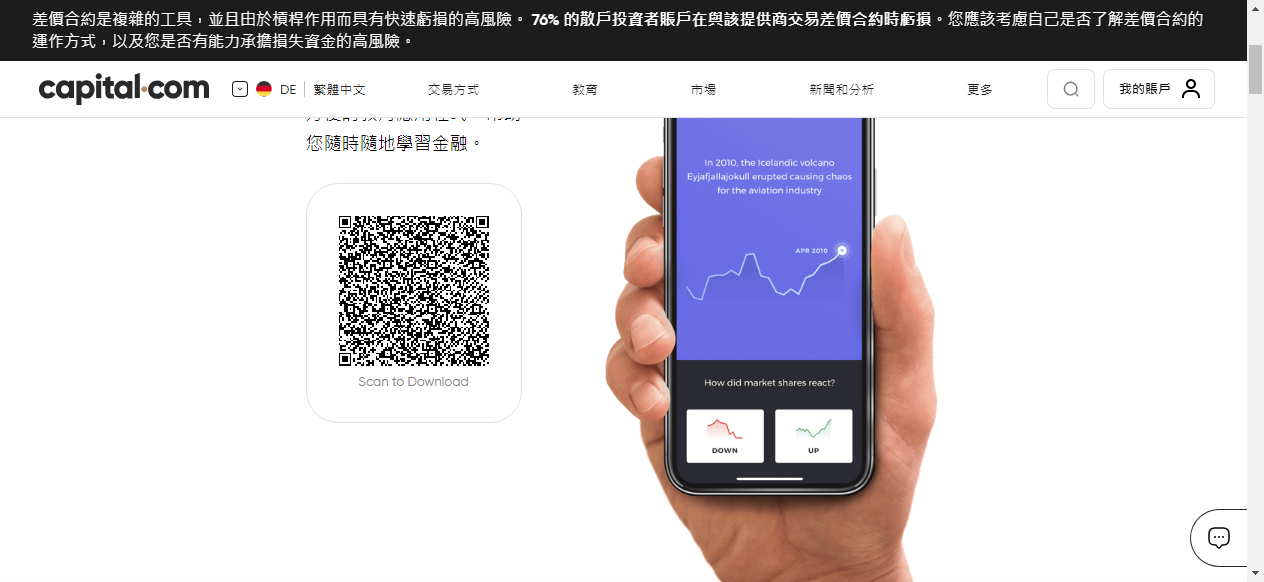 差價合約是複雜的工具，並且由於槓桿作用而具有快速虧損的高風險。 76% 的散戶投資者賬戶在與該提供商交易差價合約時虧損。您應該考慮自己是否了解差價合約的
運作方式，以及您是否有能力承擔損失資金的高風險。
capital.com
DE
繁體中文
交易方式
教育
市場
新聞和分析
更多
我的賬戶
您隨時隨地學習金融。
Scan to Download
In 2010, the Icelandic volcano
Eyjafjallajokull erupted causing chaos
for the aviation industry
APR 2010
How did market shares react?
DOWN
UP